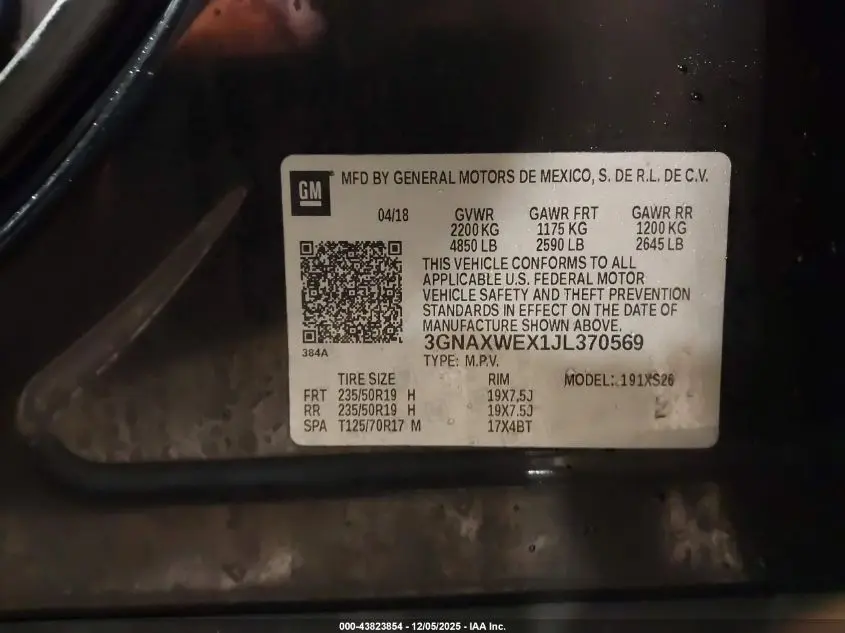 GM® MFD BY GENERAL MOTORS DE MEXICO, S. DE R.L. DE C.V.
04/18 GVWR GAWR FRT GAWR RR
2200 KG 1175 KG 1200 KG
4850 LB 2590 LB 2645 LB
THIS VEHICLE CONFORMS TO ALL
APPLICABLE U.S. FEDERAL MOTOR
VEHICLE SAFETY AND THEFT PREVENTION
STANDARDS IN EFFECT ON THE DATE OF
MANUFACTURE SHOWN ABOVE.
3GNAXWEX1JL370569
384A
TYPE: M.P.V.
TIRE SIZE RIM MODEL: 191XS26
FRT 235/50R19 H 19X7.5J
RR 235/50R19 H 19X7.5J
SPA T125/70R17 M 17X4BT
000-43823854 - 12/05/2025 - IAA Inc.